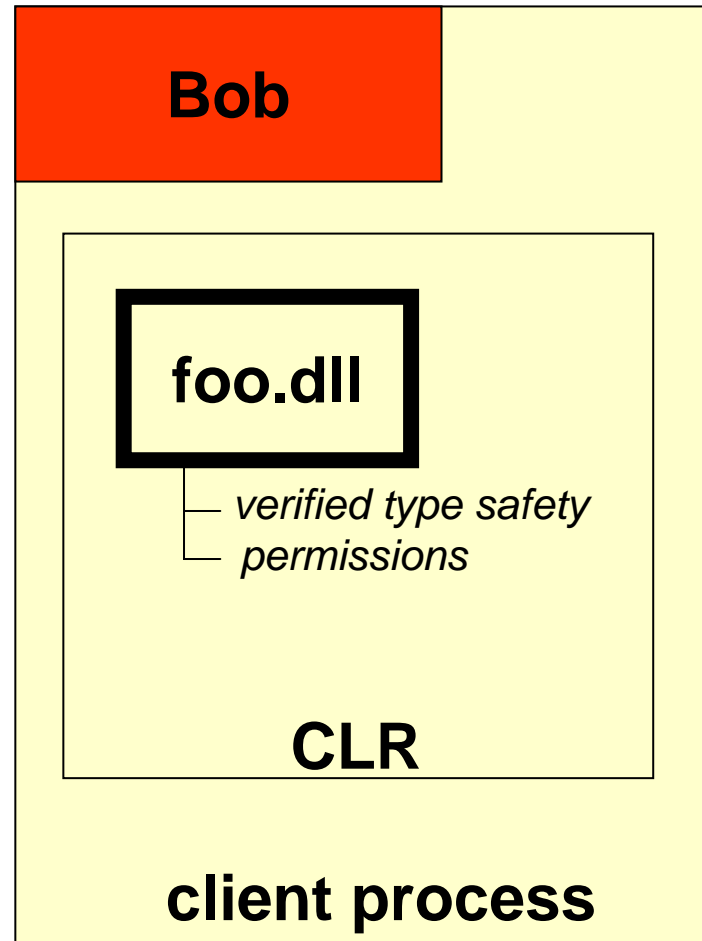 Bob
foo.dll
verified type safety
permissions
CLR
client process